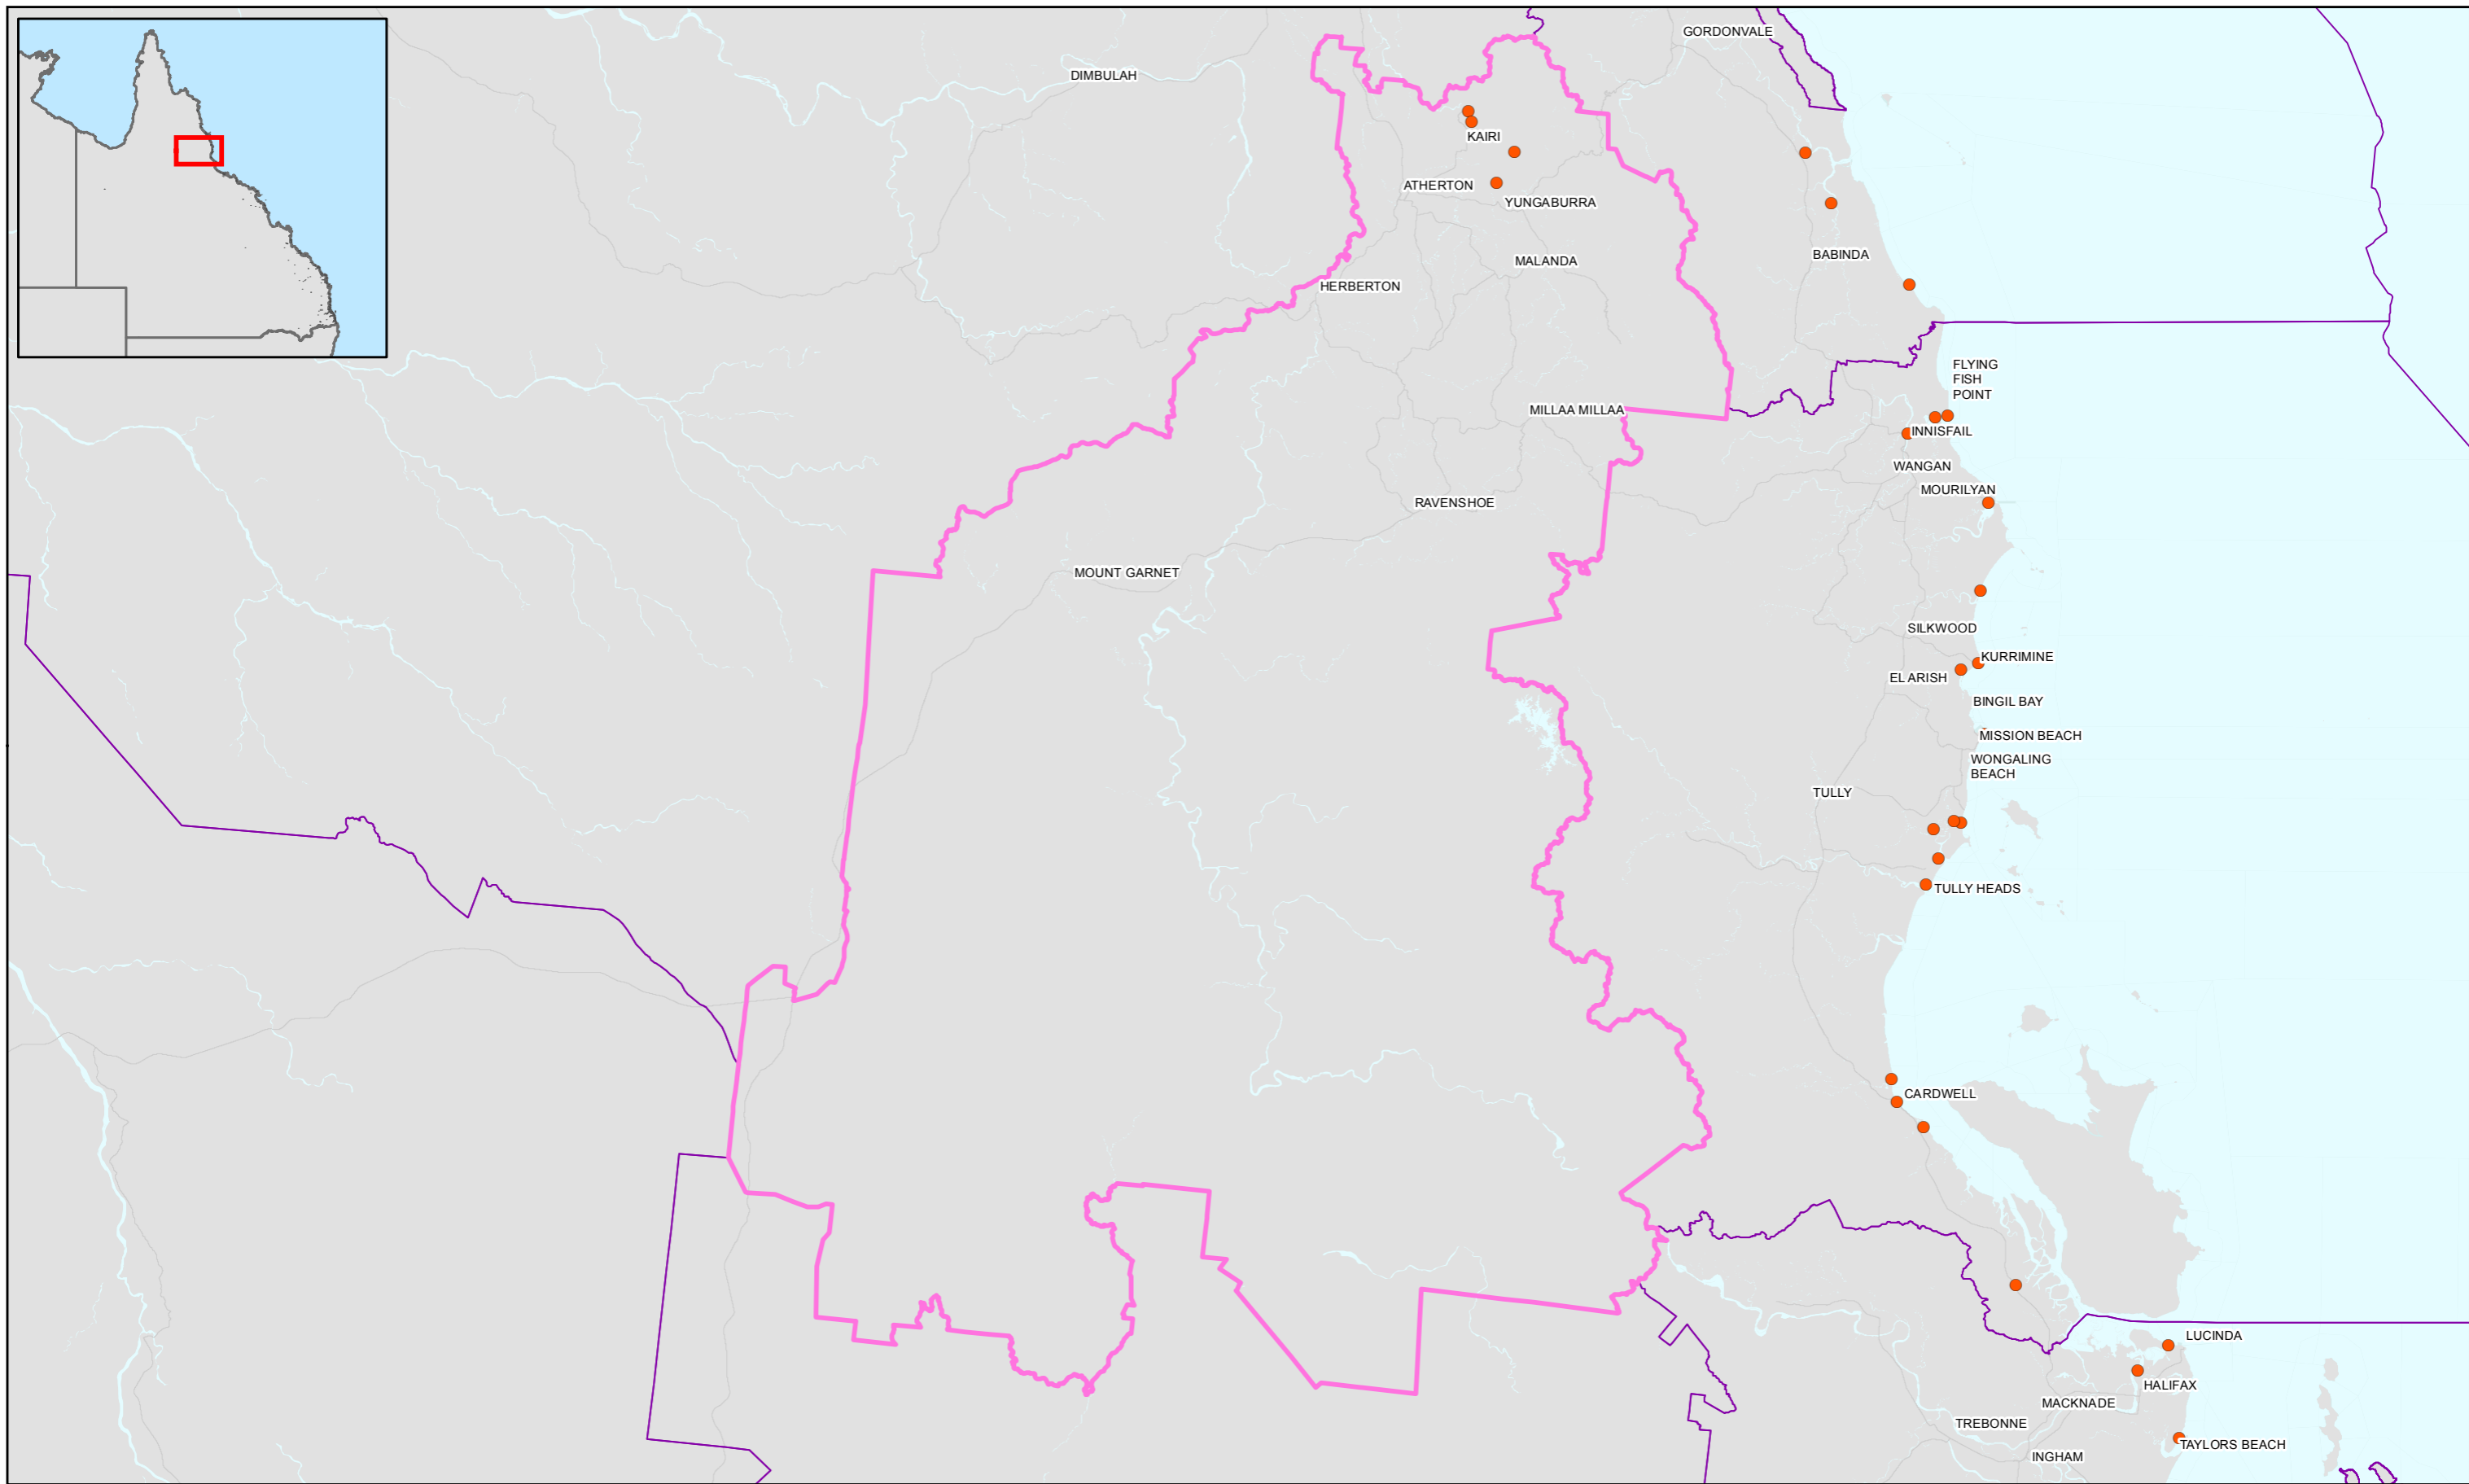 GORDONVALE
DIMBULAH
KAIRI
ATHERTON
YUNGABURRA
BABINDA
MALANDA
HERBERTON
FLYING
FISH
POINT
MILLAA MILLAA
INNISFAIL
WANGAN
MOURILYAN
RAVENSHOE
MOUNT GARNET
SILKWOOD
KURRIMINE
EL ARISH
BINGIL BAY
MISSION BEACH
WONGALING
BEACH
TULLY
TULLY HEADS
CARDWELL
LUCINDA
HALIFAX
MACKNADE
TREBONNE
TAYLORS BEACH
INGHAM